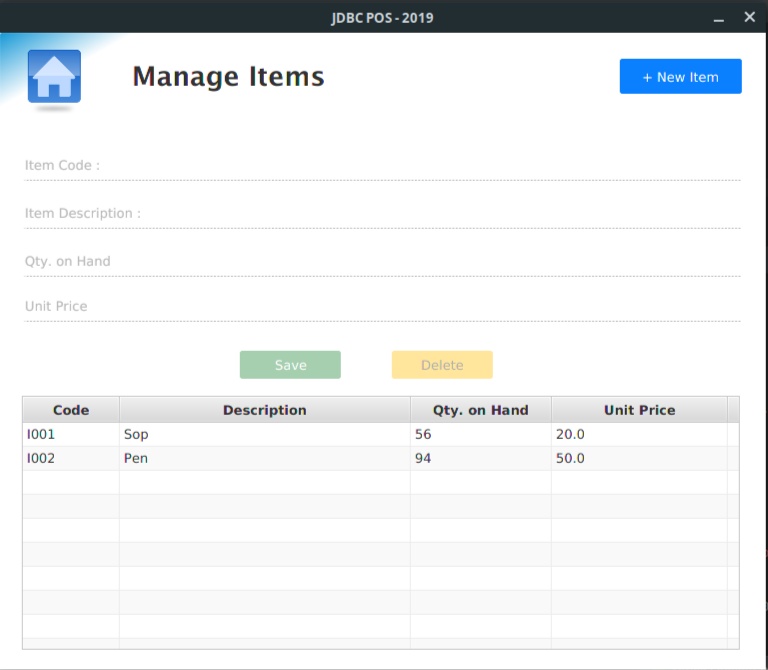 JDBC POS - 2019
Manage Items
+ New Item
Item Code :
Item Description :
Qty. on Hand
Unit Price
Save Delete
Code Description Qty. on Hand Unit Price
I001 Sop 56 20.0
I002 Pen 94 50.0